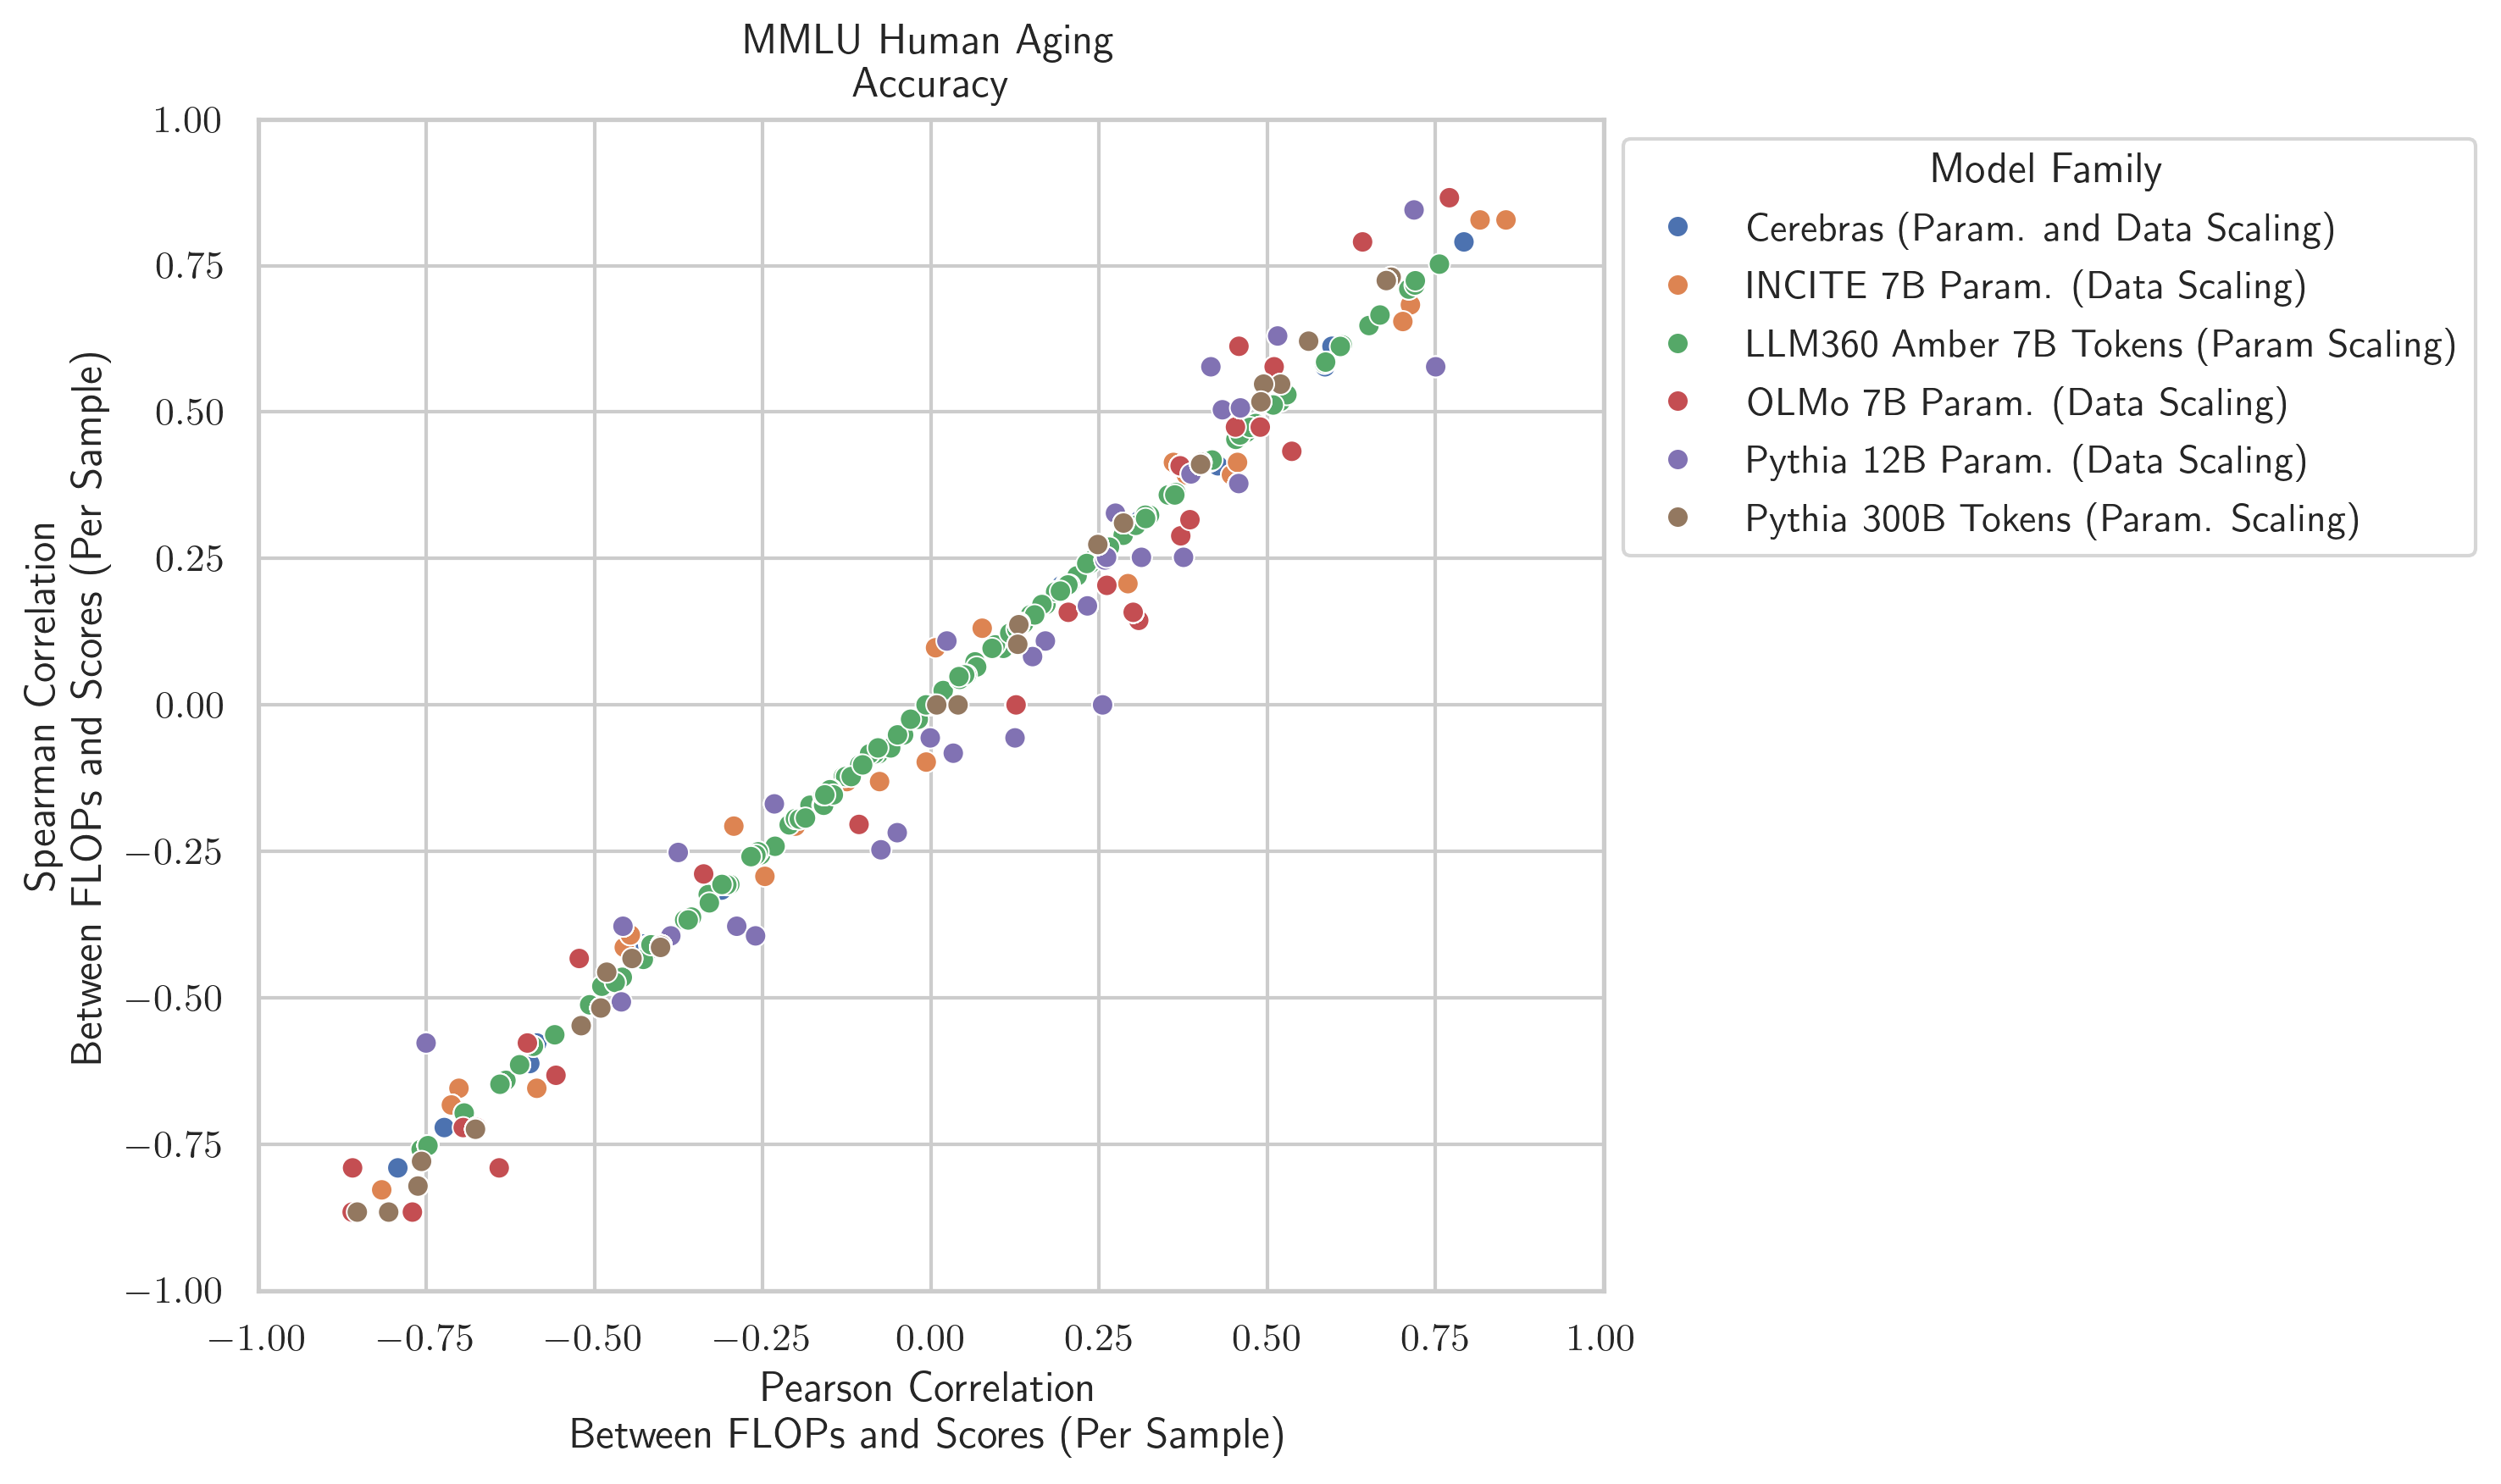 MMLU Human Aging
Accuracy
1.00
0.75
0.50
0.25
0.00
−0.25
−0.50
−0.75
−1.00
Spearman Correlation
Between FLOPs and Scores (Per Sample)
−1.00
−0.75
−0.50
−0.25
0.00
0.25
0.50
0.75
1.00
Pearson Correlation
Between FLOPs and Scores (Per Sample)
Model Family
Cerebras (Param. and Data Scaling)
INCITE 7B Param. (Data Scaling)
LLM360 Amber 7B Tokens (Param Scaling)
OLMo 7B Param. (Data Scaling)
Pythia 12B Param. (Data Scaling)
Pythia 300B Tokens (Param. Scaling)